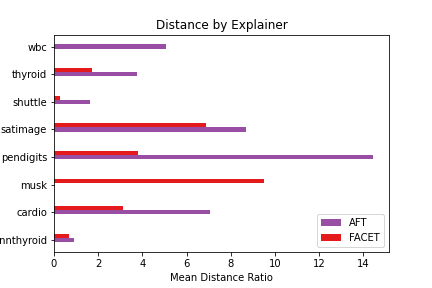 Distance by Explainer
wbc
thyroid
shuttle
satimage
pendigits
musk
cardio
nnthyroid
0 2 4 6 8 10 12 14
Mean Distance Ratio
AFT
FACET